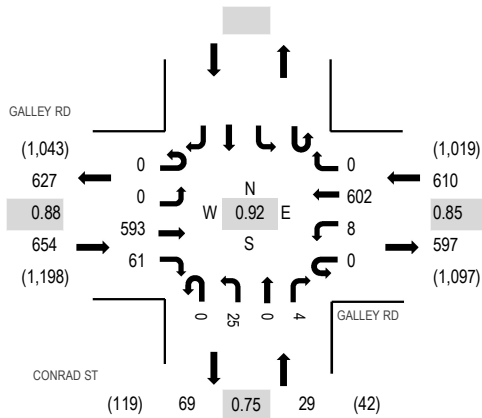 GALLEY RD
(1,043)
627
0.88
654
(1,198)
0
0
593
61
N
W 0.92 E
S
0
602
8
0
(1,019)
610
0.85
597
(1,097)
0 25 0 4
GALLEY RD
CONRAD ST
(119) 69 0.75 29 (42)